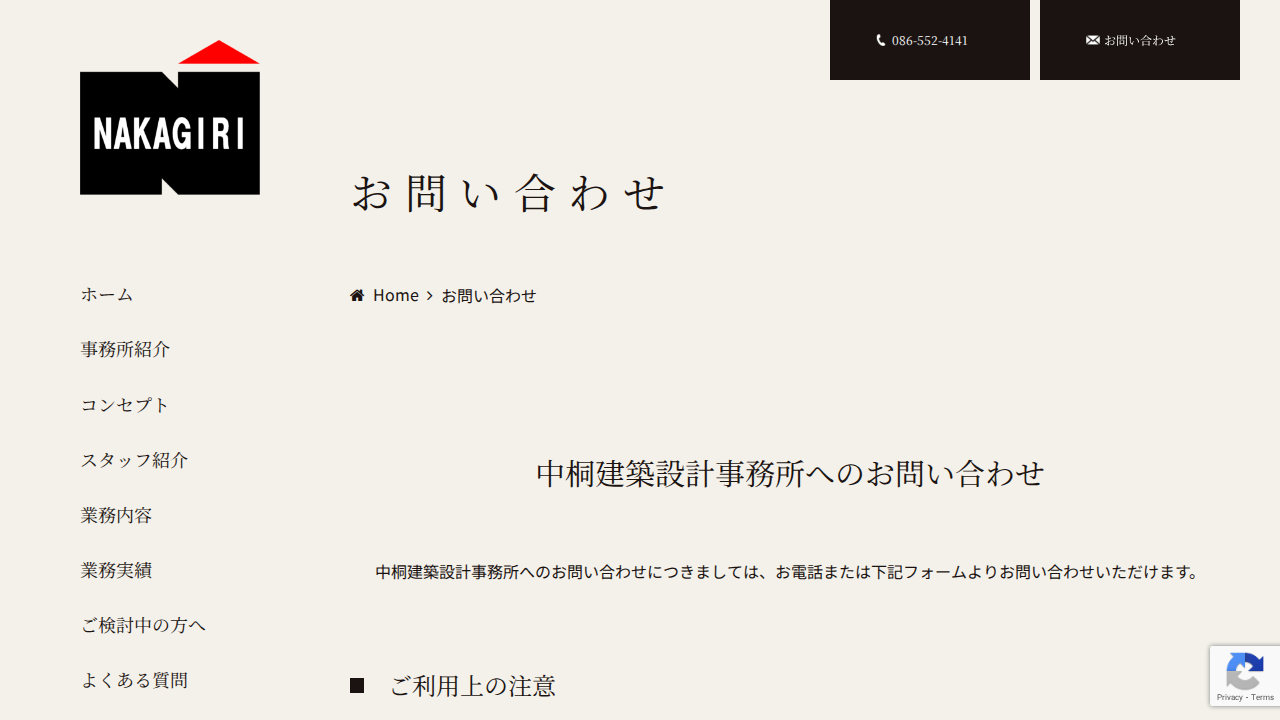 086-552-4141
お問い合わせ
NAKAGIRI
お問い合わせ
ホーム
事務所紹介
コンセプト
スタッフ紹介
業務内容
業務実績
ご検討中の方へ
よくある質問
Home
お問い合わせ
中桐建築設計事務所へのお問い合わせ
中桐建築設計事務所へのお問い合わせにつきましては、お電話または下記フォームよりお問い合わせいただけます。
ご利用上の注意
Privacy - Terms